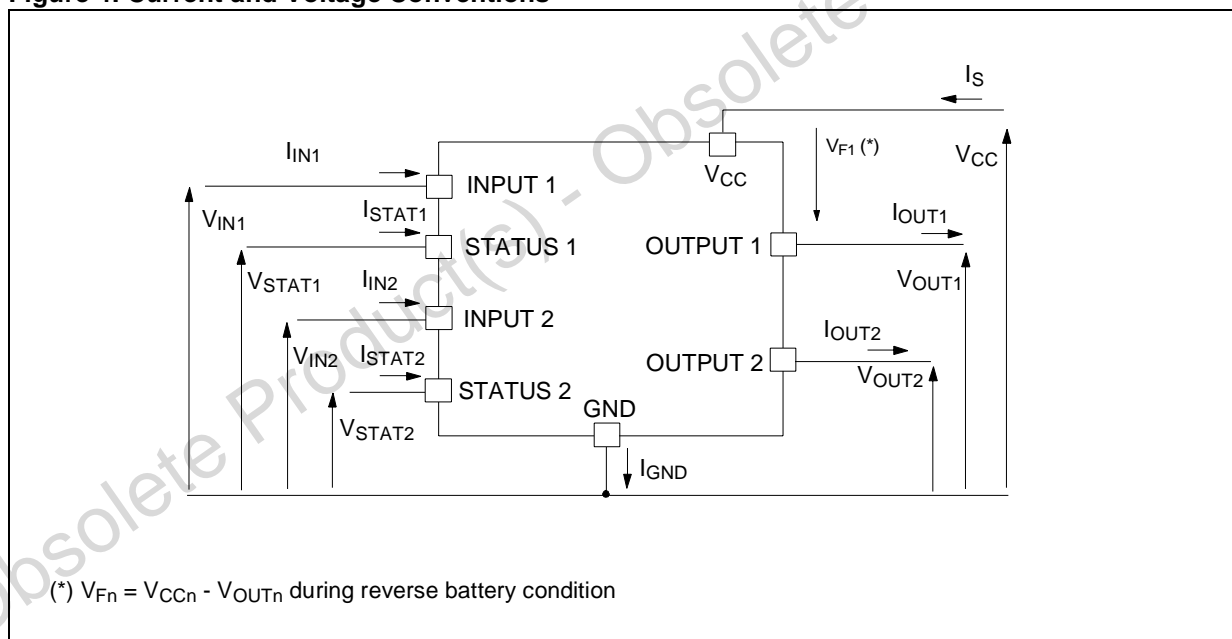 Figure 4. Current and Voltage Conventions
IS
IIN1
VF1 (*)
VCC
VCC
INPUT 1
VIN1
ISTAT1
IOUT1
STATUS 1
OUTPUT 1
VSTAT1
IIN2
VOUT1
INPUT 2
IOUT2
VIN2
ISTAT2
OUTPUT 2
VOUT2
STATUS 2
GND
VSTAT2
IGND
(*) VFn = VCCn - VOUTn during reverse battery condition
Obsolete Product(s) - Obsolete